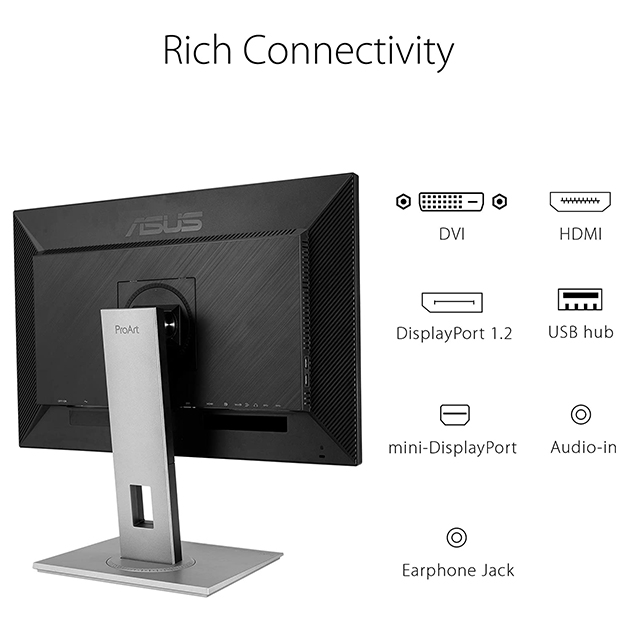 Rich Connectivity
ASUS
ProArt
DVI
HDMI
DisplayPort 1.2
USB hub
mini-DisplayPort
Audio-in
Earphone Jack